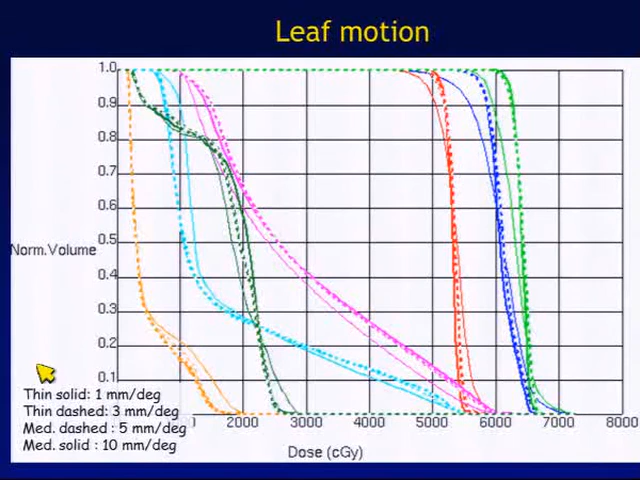 Leaf motion
1.0
0.9
0.8
0.7
0.6
Norm.Volume
0.5
0.4
0.3
0.2
0.1
Thin solid: 1 mm/deg
Thin dashed: 3 mm/deg
Med. dashed : 5 mm/deg
Med. solid : 10 mm/deg
2000 3000 4000 5000 6000 7000 8000
Dose (cGy)